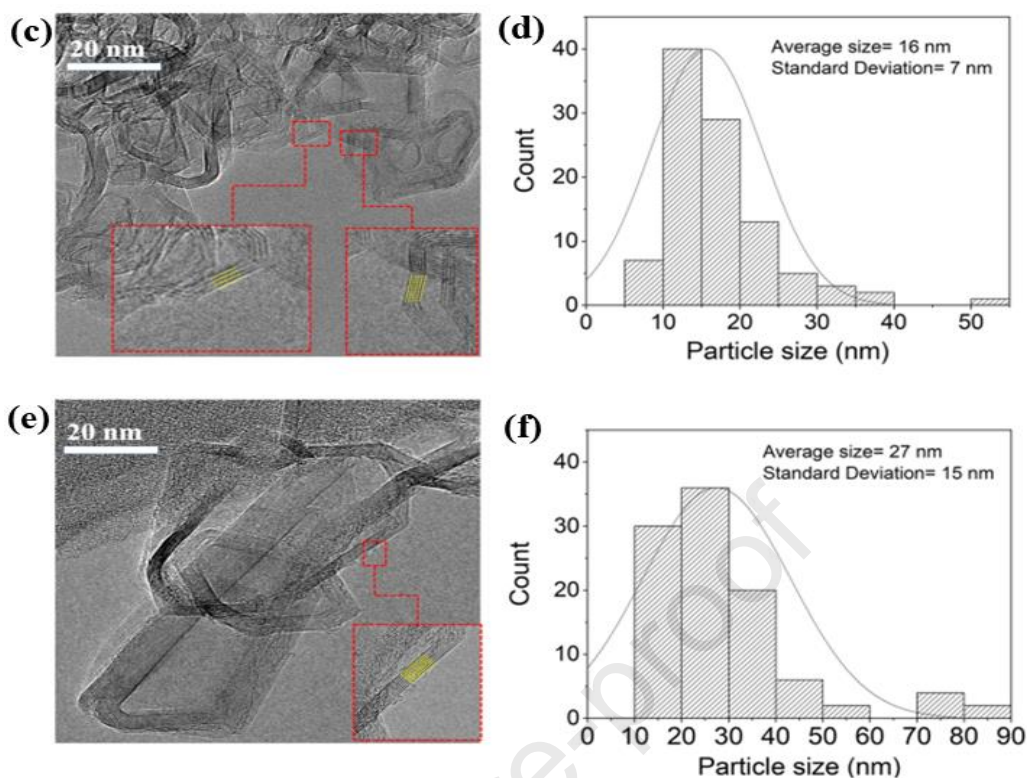 (c)
20 nm
(d)
Average size= 16 nm
Standard Deviation= 7 nm
40
30
20
10
0
Count
0 10 20 30 40 50
Particle size (nm)
(e)
20 nm
(f)
Average size= 27 nm
Standard Deviation= 15 nm
40
30
20
10
0
Count
0 10 20 30 40 50 60 70 80 90
Particle size (nm)
e-proof